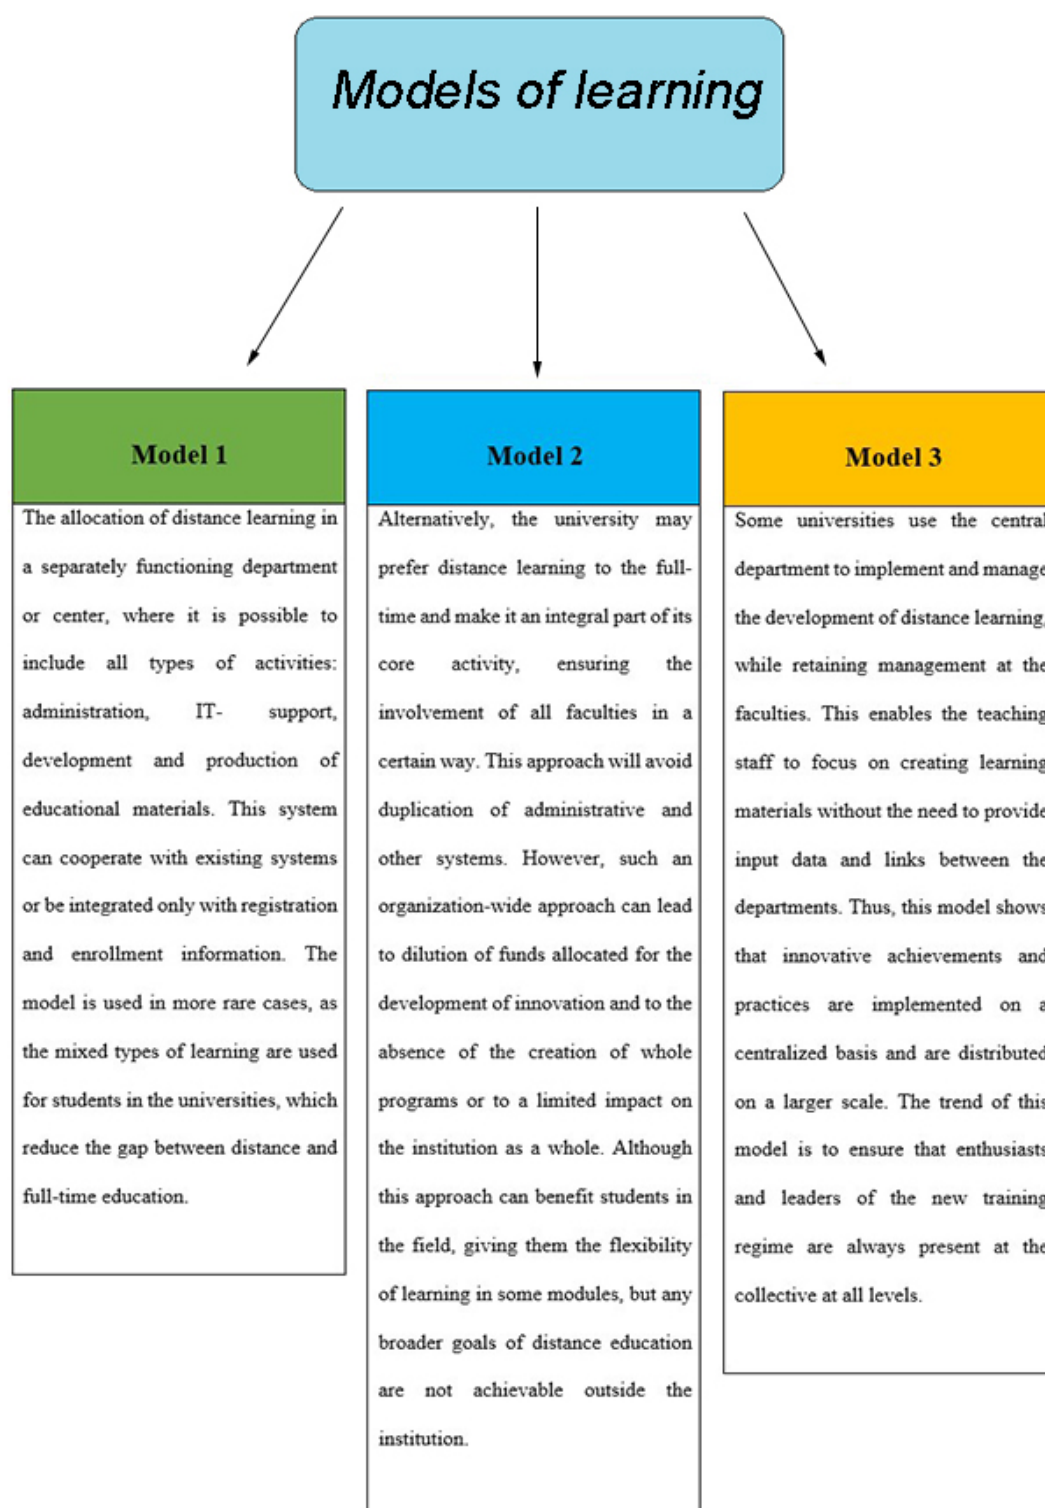 Models of learning
Model 1
The allocation of distance learning in
a separately functioning department
or center, where it is possible to
include all types of activities:
administration, IT- support,
development and production of
educational materials. This system
can cooperate with existing systems
or be integrated only with registration
and enrollment information. The
model is used in more rare cases, as
the mixed types of learning are used
for students in the universities, which
reduce the gap between distance and
full-time education.
Model 2
Alternatively, the university may
prefer distance learning to the full-
time and make it an integral part of its
core activity, ensuring the
involvement of all faculties in a
certain way. This approach will avoid
duplication of administrative and
other systems. However, such an
organization-wide approach can lead
to dilution of funds allocated for the
development of innovation and to the
absence of the creation of whole
programs or to a limited impact on
the institution as a whole. Although
this approach can benefit students in
the field, giving them the flexibility
of learning in some modules, but any
broader goals of distance education
are not achievable outside the
institution.
Model 3
Some universities use the central
department to implement and manage
the development of distance learning,
while retaining management at the
faculties. This enables the teaching
staff to focus on creating learning
materials without the need to provide
input data and links between the
departments. Thus, this model shows
that innovative achievements and
practices are implemented on a
centralized basis and are distributed
on a larger scale. The trend of this
model is to ensure that enthusiasts
and leaders of the new training
regime are always present at the
collective at all levels.